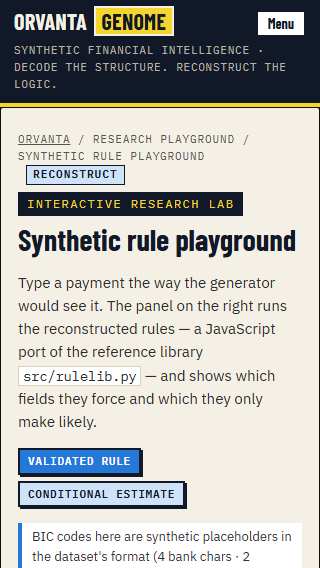 ORVANTA GENOME
Menu
SYNTHETIC FINANCIAL INTELLIGENCE ·
DECODE THE STRUCTURE. RECONSTRUCT THE
LOGIC.
ORVANTA / RESEARCH PLAYGROUND /
SYNTHETIC RULE PLAYGROUND
RECONSTRUCT
INTERACTIVE RESEARCH LAB
Synthetic rule playground
Type a payment the way the generator
would see it. The panel on the right runs
the reconstructed rules — a JavaScript
port of the reference library
src/rulelib.py — and shows which
fields they force and which they only
make likely.
VALIDATED RULE
CONDITIONAL ESTIMATE
BIC codes here are synthetic placeholders in
the dataset's format (4 bank chars · 2